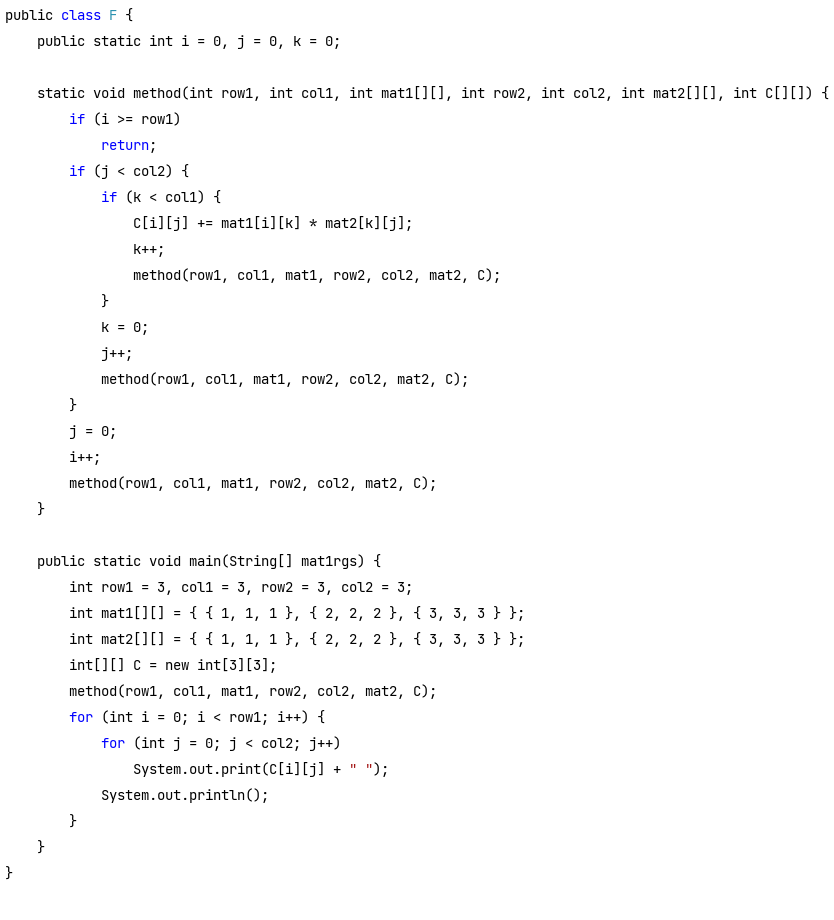 public class F {
    public static int i = 0, j = 0, k = 0;

    static void method(int row1, int col1, int mat1[][], int row2, int col2, int mat2[][], int C[][]) {
        if (i >= row1)
            return;
        if (j < col2) {
            if (k < col1) {
                C[i][j] += mat1[i][k] * mat2[k][j];
                k++;
                method(row1, col1, mat1, row2, col2, mat2, C);
            }
            k = 0;
            j++;
            method(row1, col1, mat1, row2, col2, mat2, C);
        }
        j = 0;
        i++;
        method(row1, col1, mat1, row2, col2, mat2, C);
    }

    public static void main(String[] mat1rgs) {
        int row1 = 3, col1 = 3, row2 = 3, col2 = 3;
        int mat1[][] = { { 1, 1, 1 }, { 2, 2, 2 }, { 3, 3, 3 } };
        int mat2[][] = { { 1, 1, 1 }, { 2, 2, 2 }, { 3, 3, 3 } };
        int[][] C = new int[3][3];
        method(row1, col1, mat1, row2, col2, mat2, C);
        for (int i = 0; i < row1; i++) {
            for (int j = 0; j < col2; j++)
                System.out.print(C[i][j] + " ");
            System.out.println();
        }
    }
}